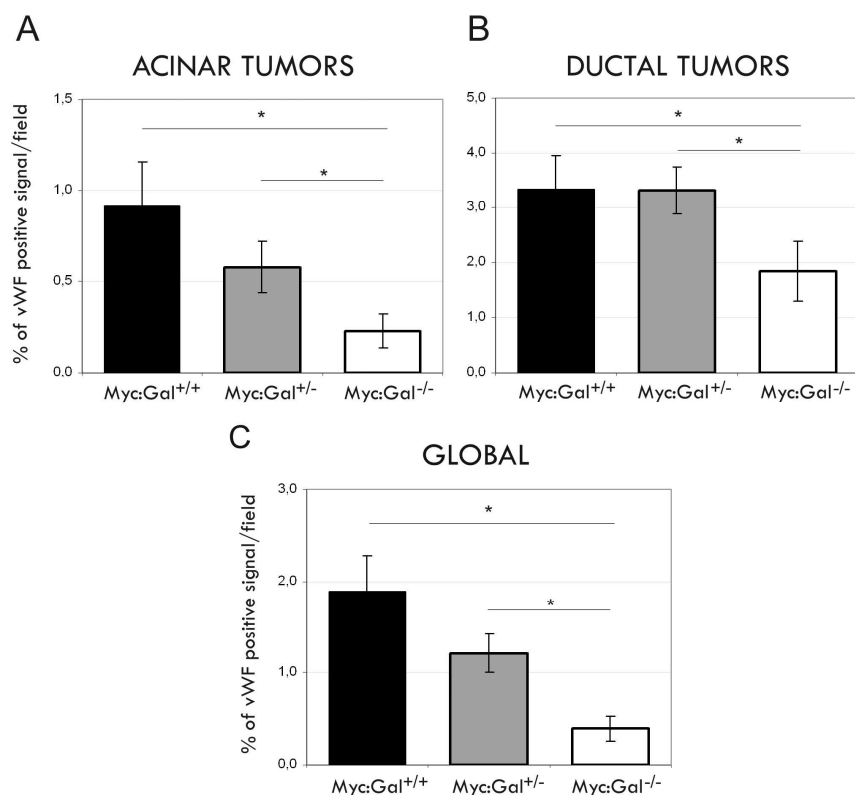 A
ACINAR TUMORS
% of vWF positive signal/field
1,5
1,0
0,5
0,0
*
*
Myc:Gal+/+
Myc:Gal+/-
Myc:Gal-/-
B
DUCTAL TUMORS
5,0
4,0
3,0
2,0
1,0
0,0
*
*
Myc:Gal+/+
Myc:Gal+/-
Myc:Gal-/-
C
GLOBAL
% of vWF positive signal/field
3,0
2,0
1,0
0,0
*
*
Myc:Gal+/+
Myc:Gal+/-
Myc:Gal-/-